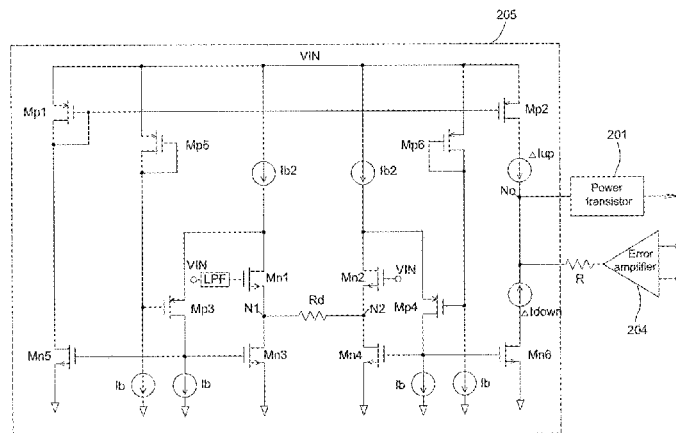 205
VIN
Mp1
Mp2
Mp5
Mp6
201
ΔIup
Ib2
Ib2
No
Power transistor
VIN
LPF
Mn1
Mn2
VIN
Error amplifier
R
Mp3
N1
Rd
N2
Mp4
ΔIdown
204
Mn5
Mn3
Mn4
Mn6
Ib
Ib
Ib
Ib